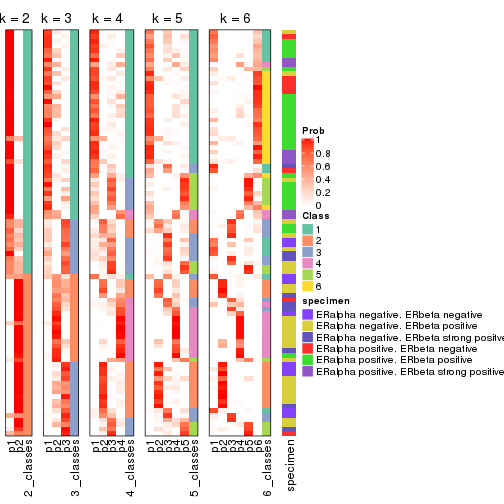 k = 2 k = 3 k = 4 k = 5 k = 6
Prob
1
0.8
0.6
0.4
0.2
0
Class
1
2
3
4
5
6
specimen
ERalpha negative. ERbeta negative
ERalpha negative. ERbeta positive
ERalpha negative. ERbeta strong positive
ERalpha positive. ERbeta negative
ERalpha positive. ERbeta positive
ERalpha positive. ERbeta strong positive
p1 p2 2_classes p1 p2 p3 3_classes p1 p2 p3 p4 4_classes p1 p2 p3 p4 p5 5_classes p1 p2 p3 p4 p5 p6 6_classes specimen